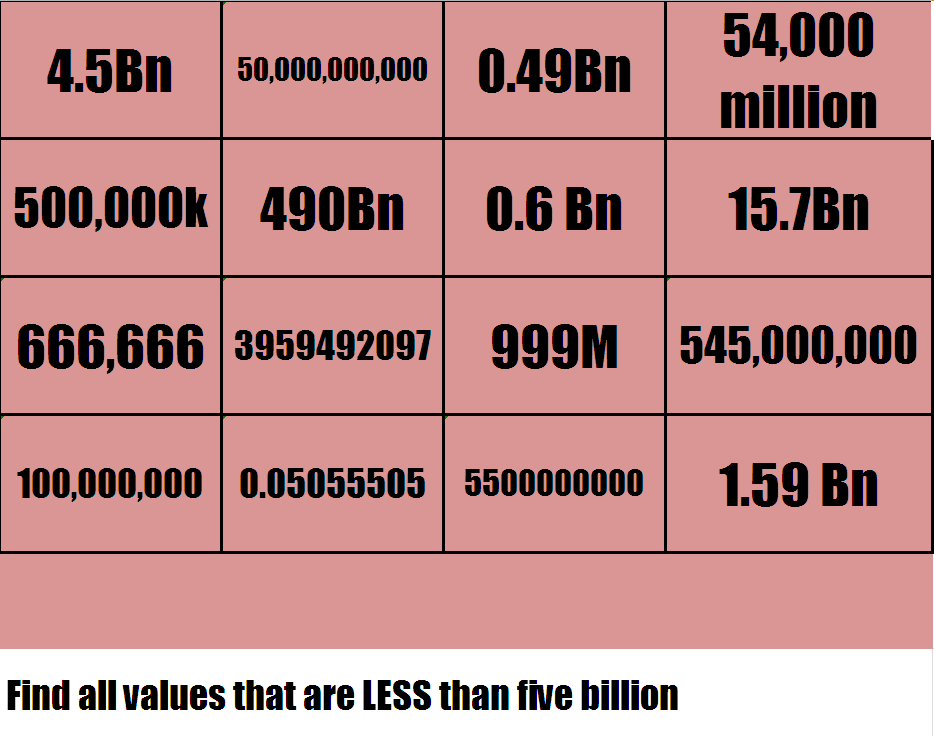 4.5Bn
50,000,000,000
0.49Bn
54,000
million
500,000k
490Bn
0.6 Bn
15.7Bn
666,666
3959492097
999M
545,000,000
100,000,000
0.05055505
5500000000
1.59 Bn
Find all values that are LESS than five billion